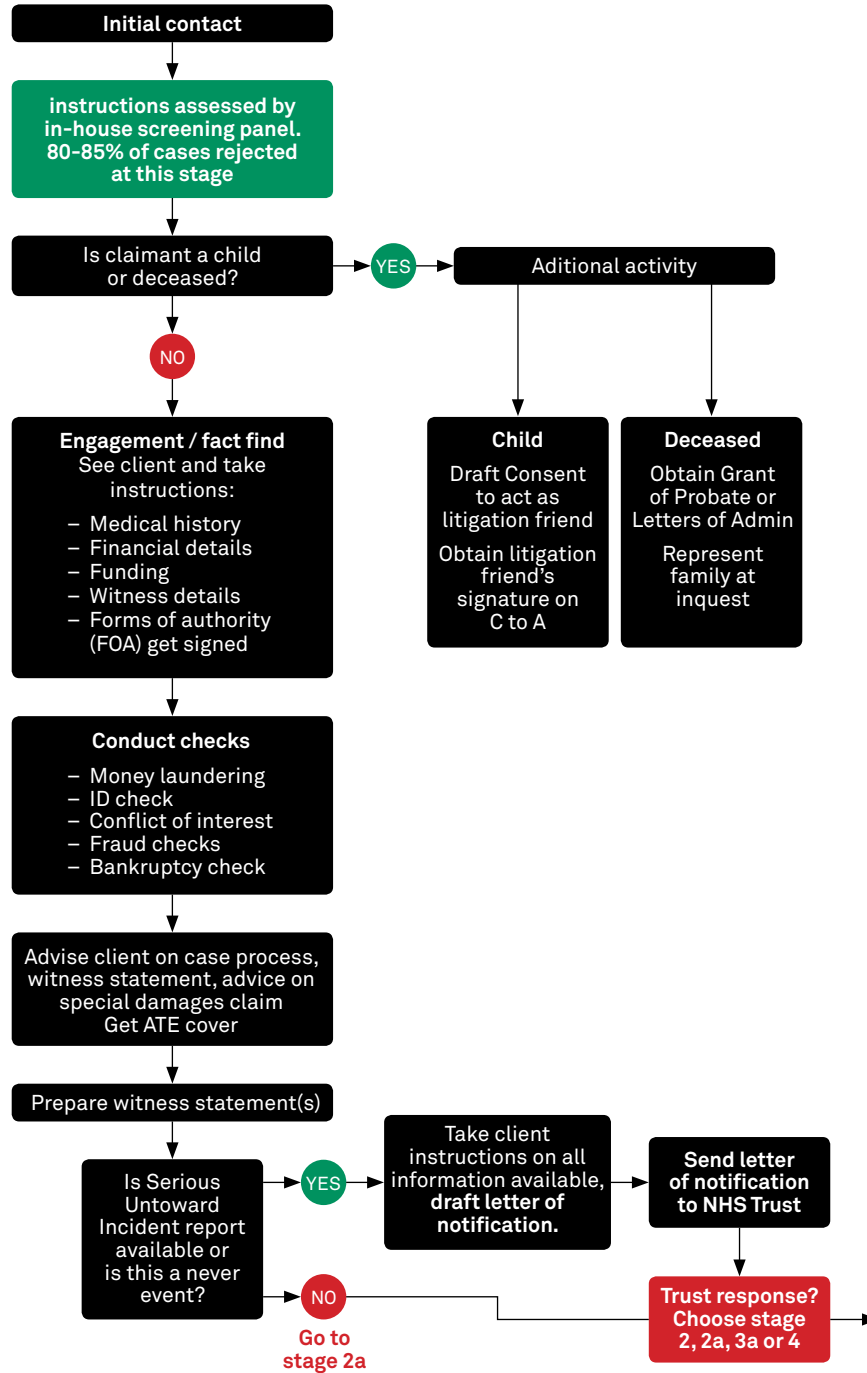 Initial contact
instructions assessed by
in-house screening panel.
80-85% of cases rejected
at this stage
Is claimant a child
or deceased?
YES
Aditional activity
NO
Child
Draft Consent
to act as
litigation friend
Obtain litigation
friend's
signature on
C to A
Deceased
Obtain Grant
of Probate or
Letters of Admin
Represent
family at
inquest
Engagement / fact find
See client and take
instructions:
– Medical history
– Financial details
– Funding
– Witness details
– Forms of authority
(FOA) get signed
Conduct checks
– Money laundering
– ID check
– Conflict of interest
– Fraud checks
– Bankruptcy check
Advise client on case process,
witness statement, advice on
special damages claim
Get ATE cover
Prepare witness statement(s)
Is Serious
Untoward
Incident report
available or
is this a never
event?
YES
Take client
instructions on all
information available,
draft letter of
notification.
Send letter
of notification
to NHS Trust
NO
Go to
stage 2a
Trust response?
Choose stage
2, 2a, 3a or 4